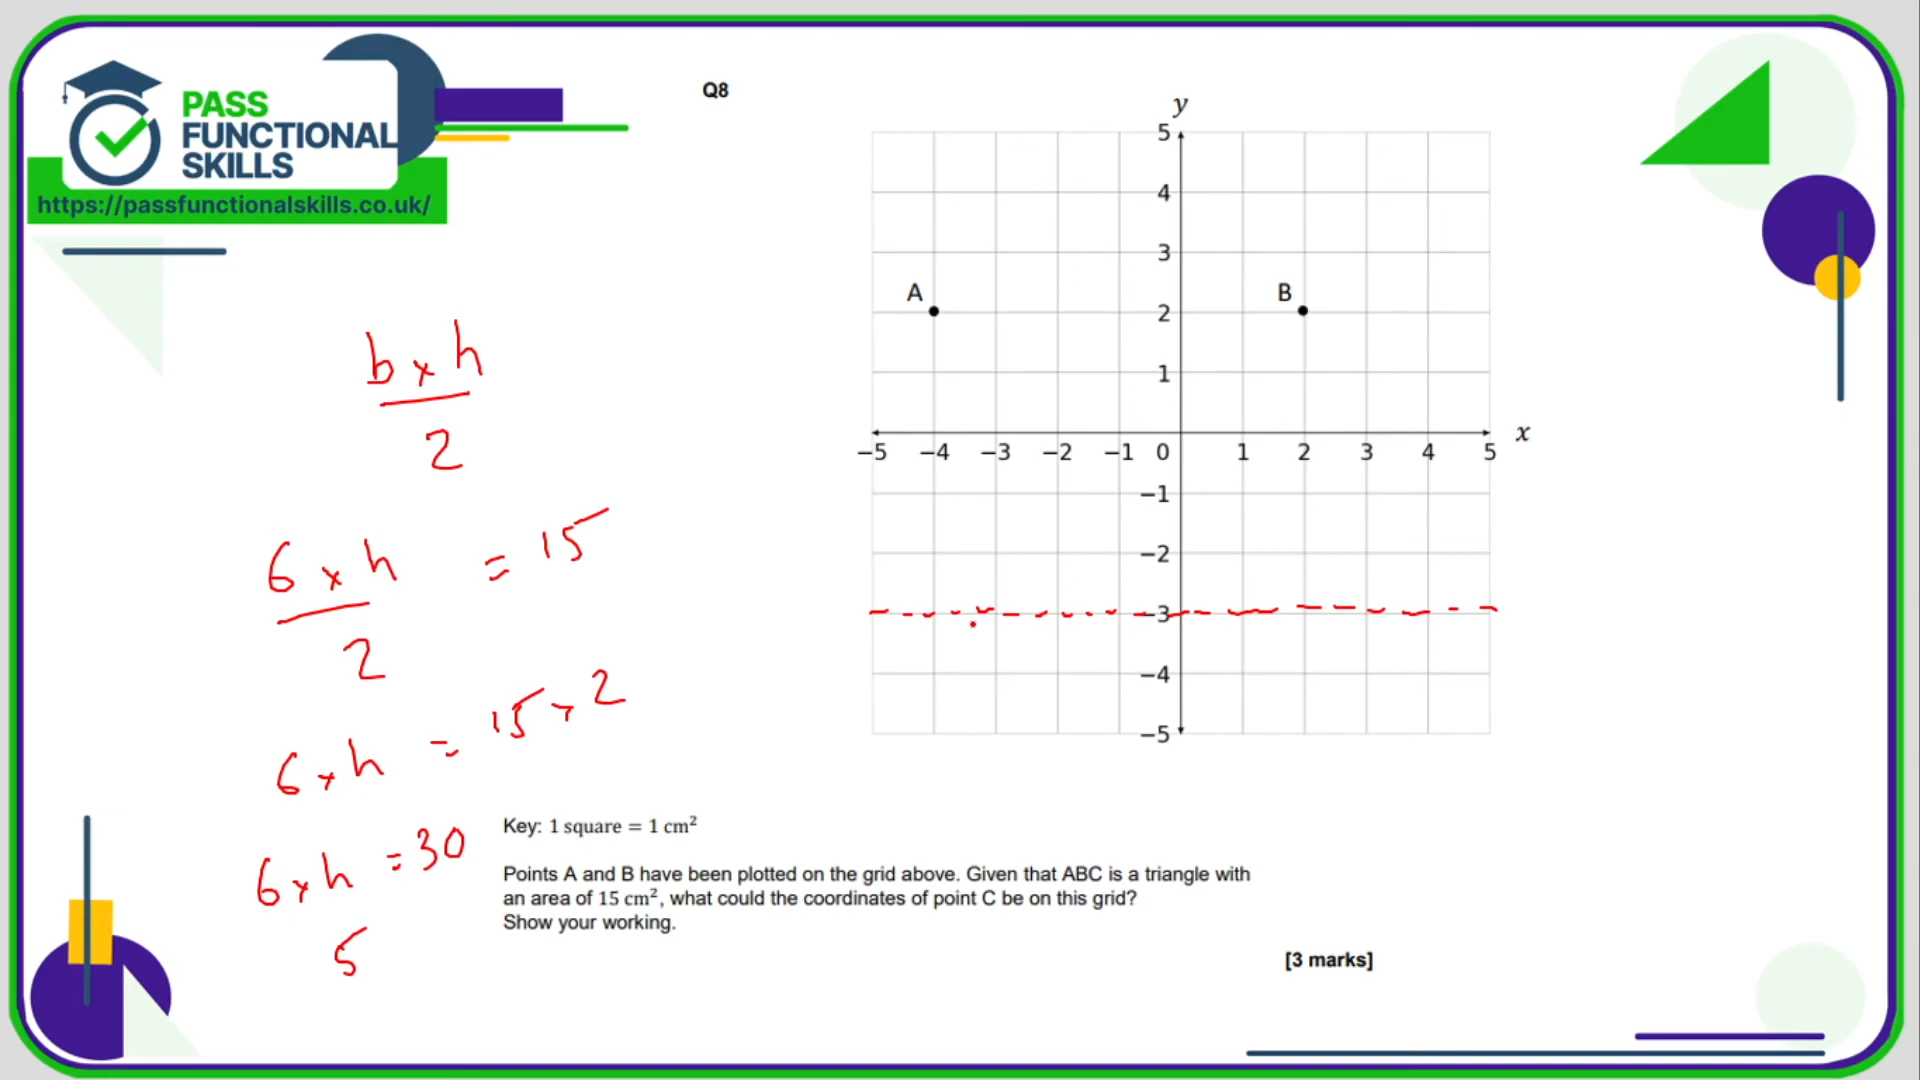 PASS
FUNCTIONAL
SKILLS
https://passfunctionalskills.co.uk/
Q8
y
5
4
3
A
B
2
1
x
−5 −4 −3 −2 −1 0 1 2 3 4 5
−1
−2
−3
−4
−5
b × h
2
6 × h = 15
2
6 × h = 15 × 2
6 × h = 30
5
Key: 1 square = 1 cm²
Points A and B have been plotted on the grid above. Given that ABC is a triangle with
an area of 15 cm², what could the coordinates of point C be on this grid?
Show your working.
[3 marks]